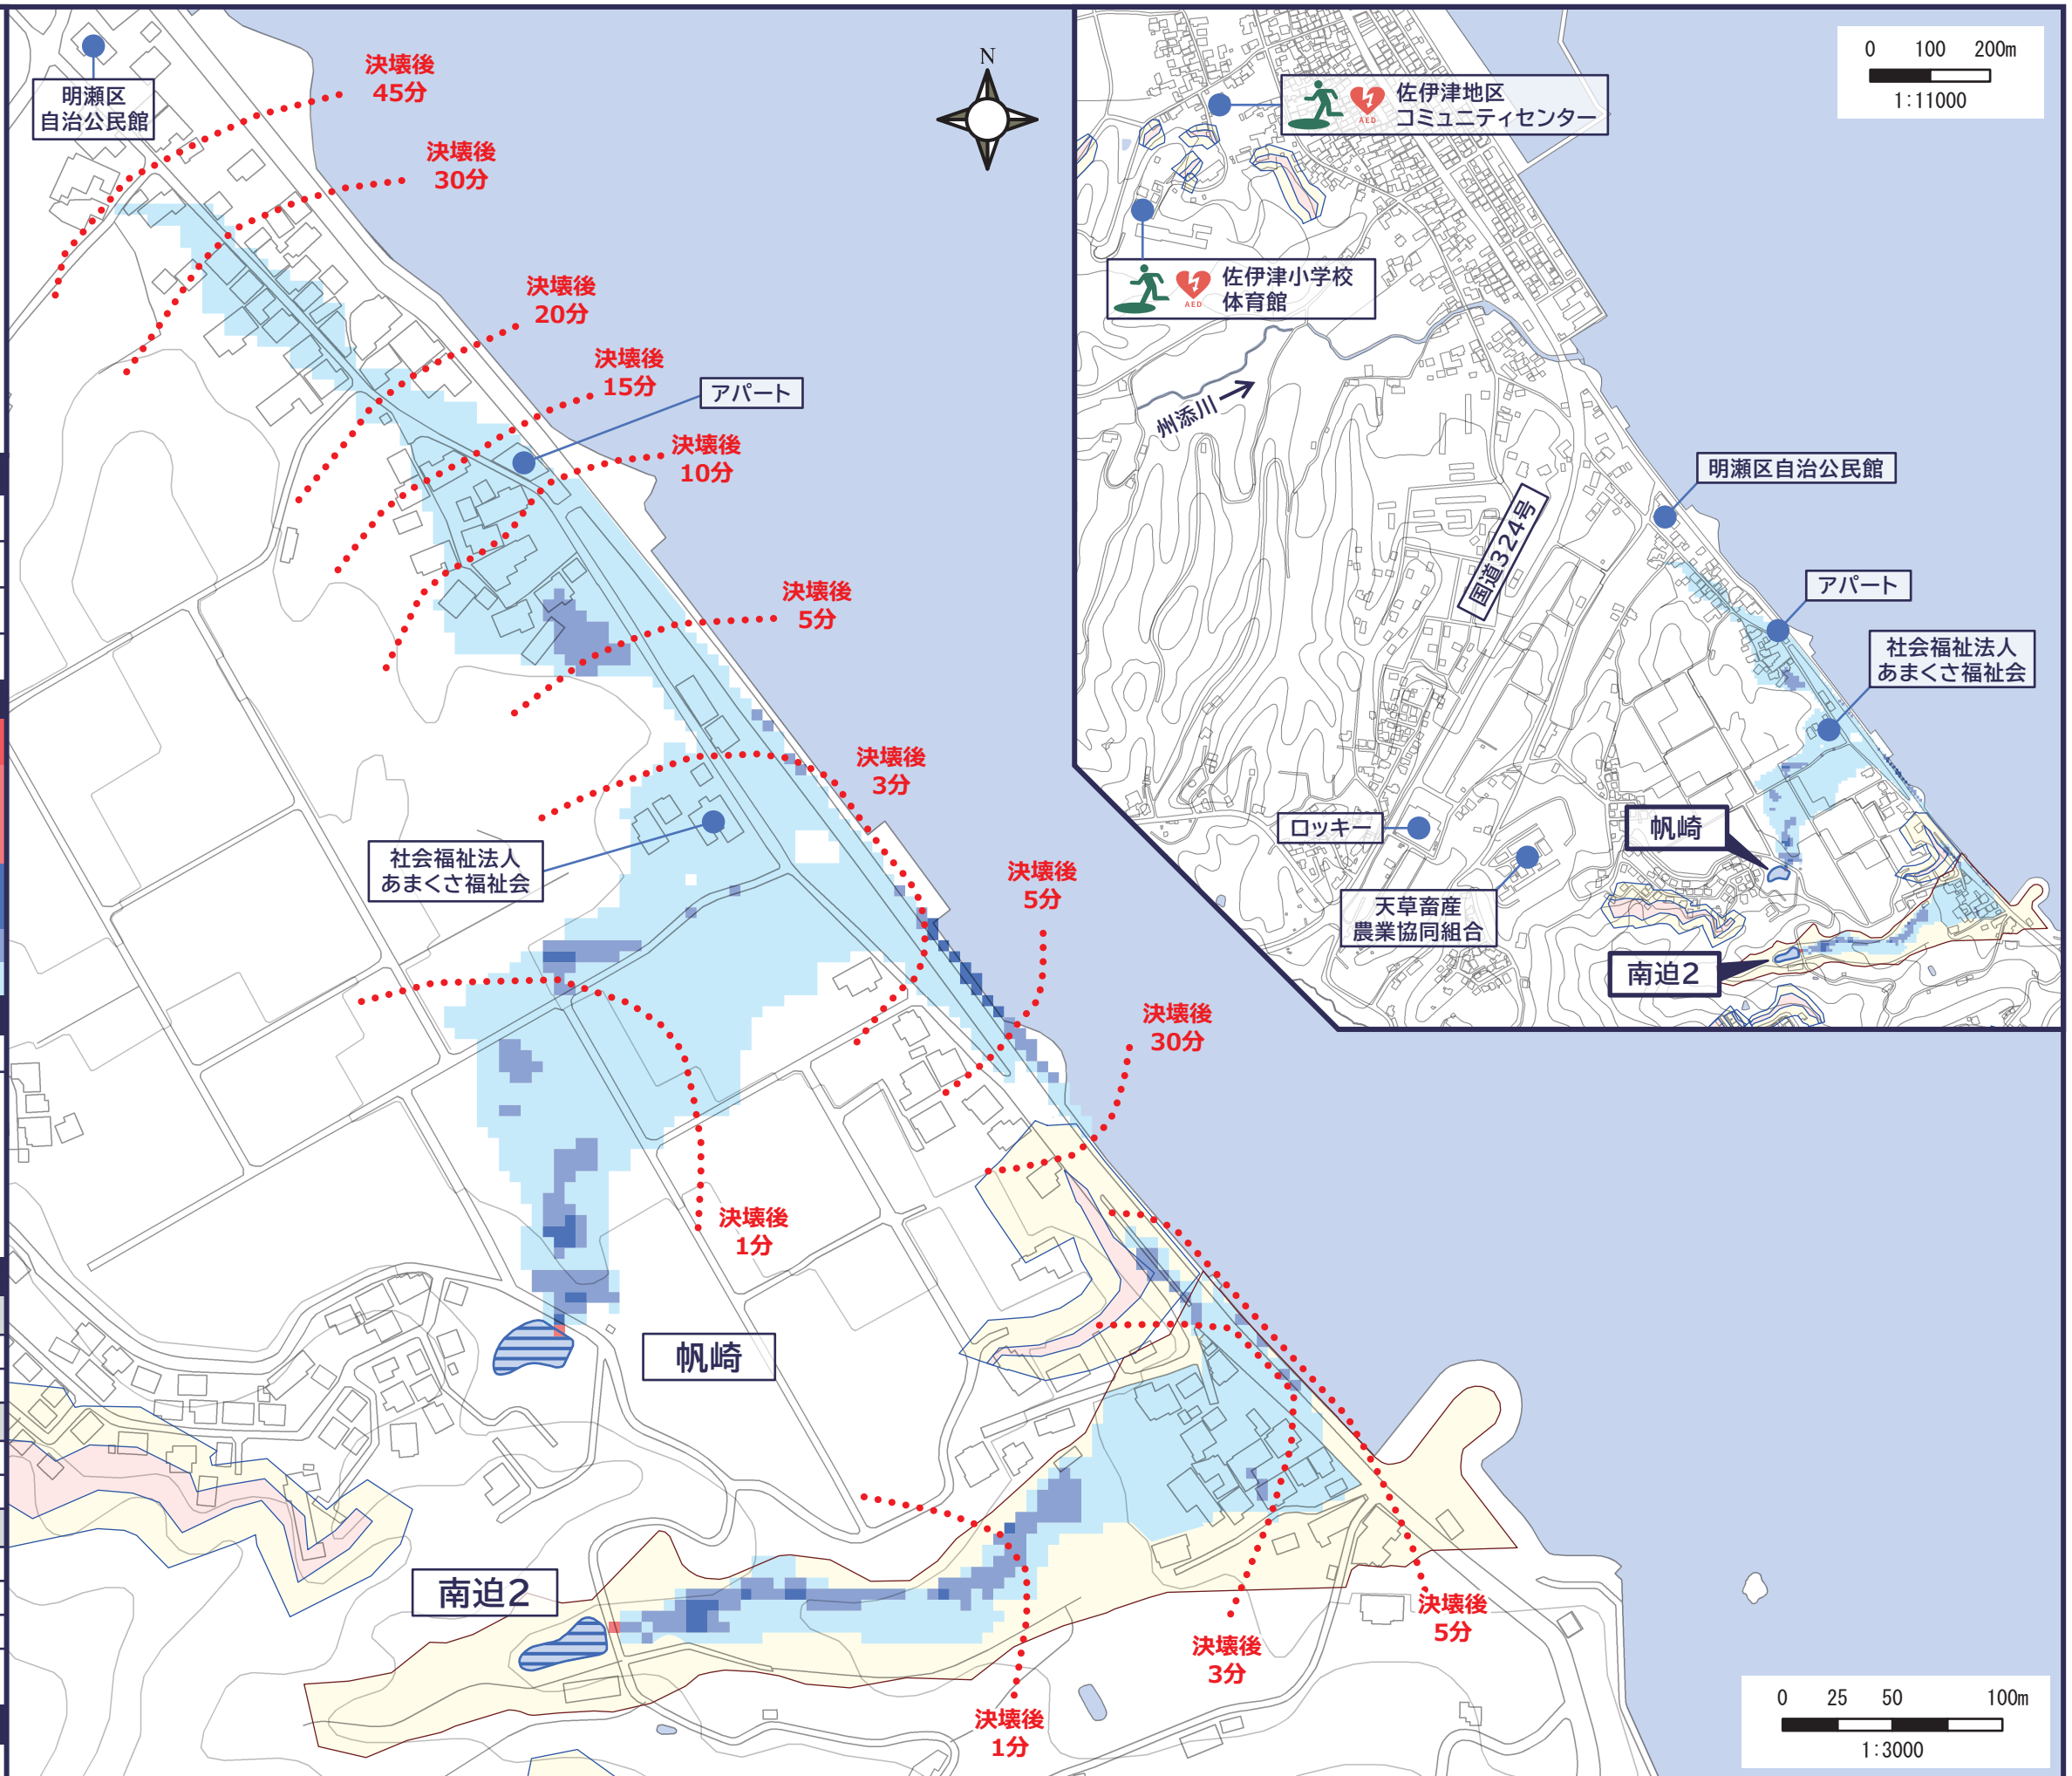 明瀬区
自治公民館
決壊後
45分
決壊後
30分
決壊後
20分
決壊後
15分
アパート
決壊後
10分
決壊後
5分
決壊後
3分
社会福祉法人
あまくさ福祉会
決壊後
5分
決壊後
30分
決壊後
1分
帆崎
南迫2
決壊後
1分
決壊後
3分
決壊後
5分
N
0 25 50 100m
1:3000
0 100 200m
1:11000
AED
佐伊津地区
コミュニティセンター
AED
佐伊津小学校
体育館
州添川
国道324号
明瀬区自治公民館
アパート
社会福祉法人
あまくさ福祉会
帆崎
ロッキー
天草畜産
農業協同組合
南迫2